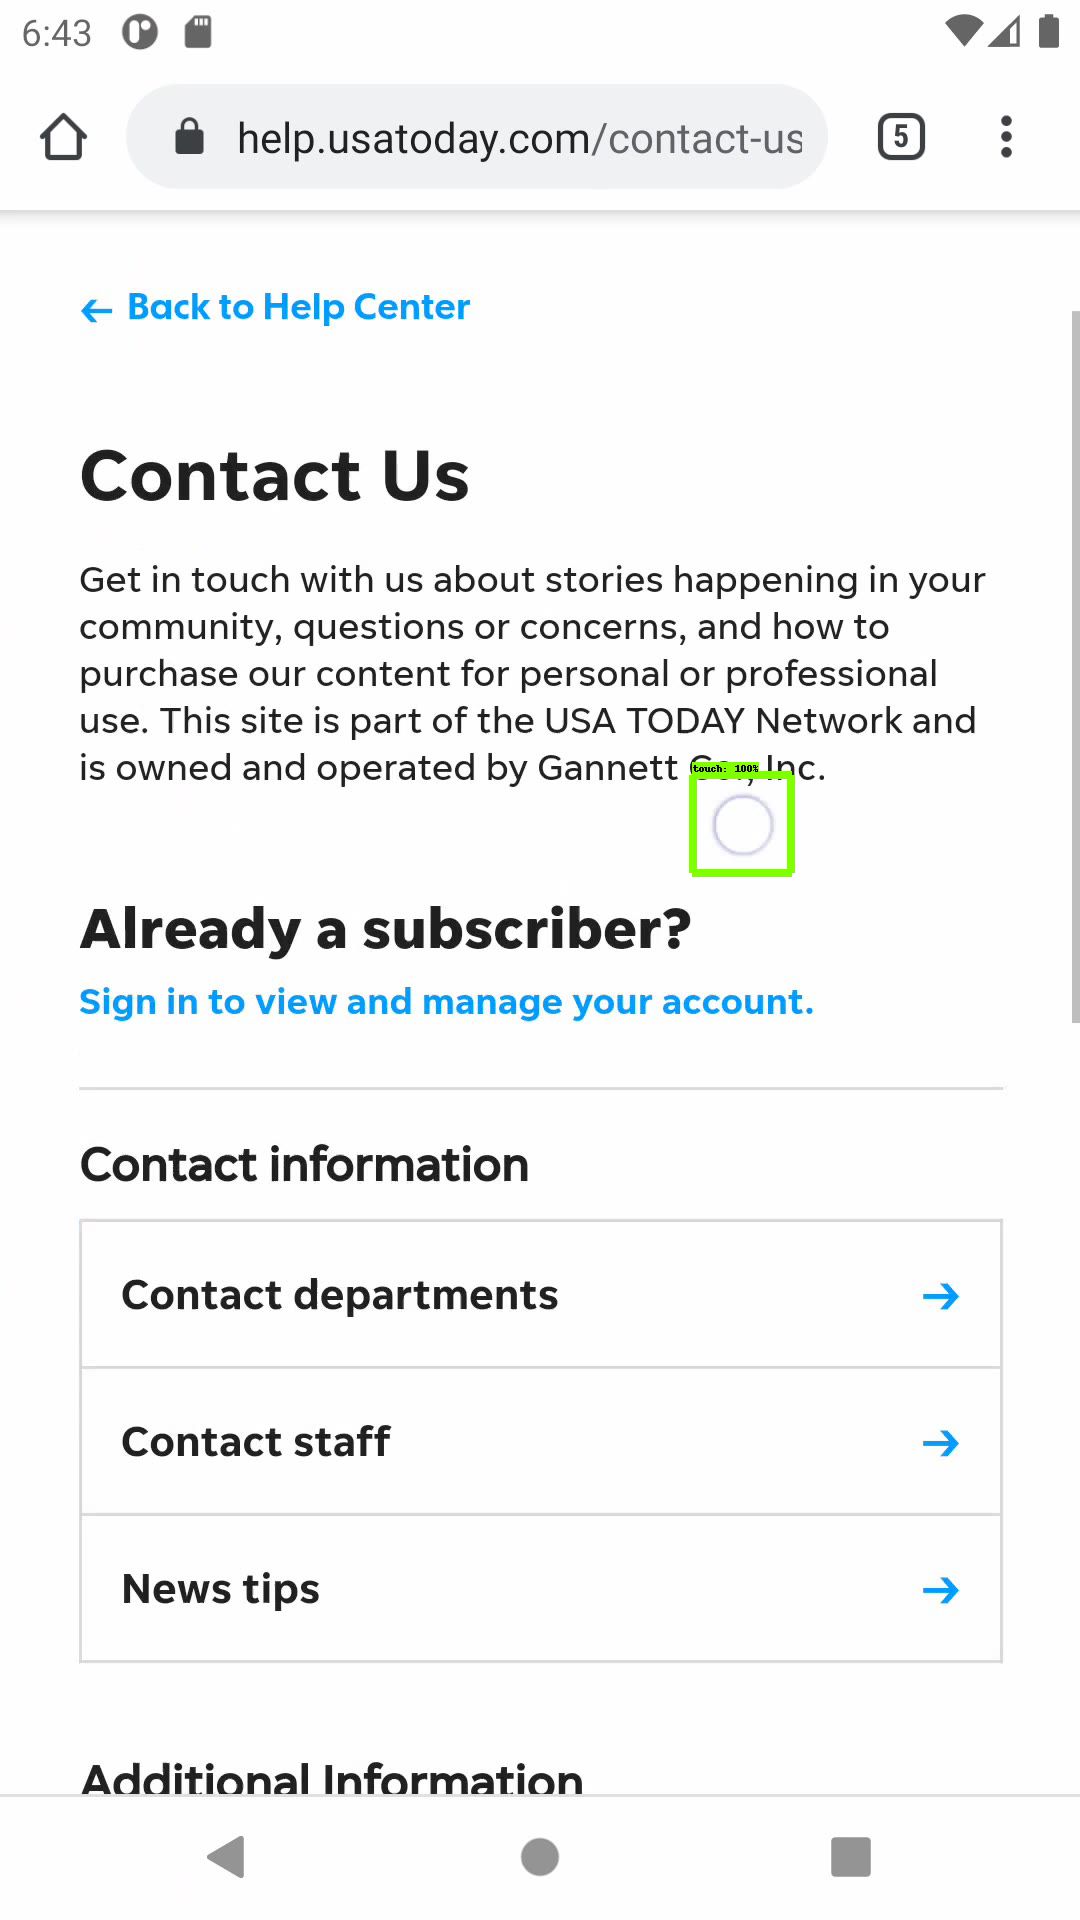 6:43
help.usatoday.com/contact-us
5
← Back to Help Center
Contact Us
Get in touch with us about stories happening in your
community, questions or concerns, and how to
purchase our content for personal or professional
use. This site is part of the USA TODAY Network and
is owned and operated by Gannett Co., Inc.
touch: 100%
Already a subscriber?
Sign in to view and manage your account.
Contact information
Contact departments →
Contact staff →
News tips →
Additional Information